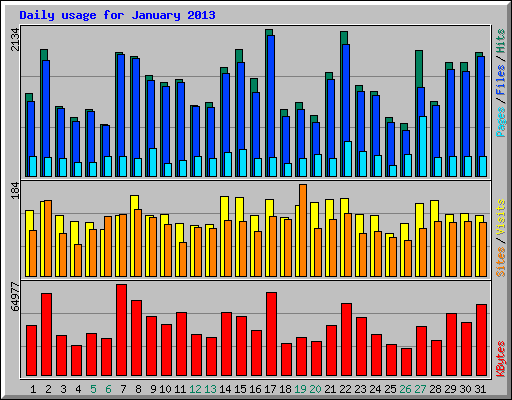 Daily usage for January 2013
2134
Pages / Files / Hits
184
Sites / Visits
64977
KBytes
1 2 3 4 5 6 7 8 9 10 11 12 13 14 15 16 17 18 19 20 21 22 23 24 25 26 27 28 29 30 31